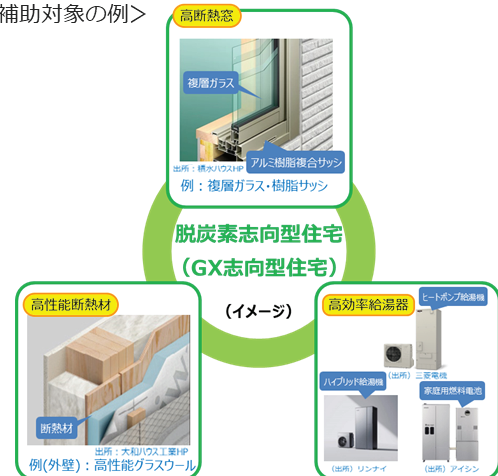 補助対象の例＞
高断熱窓
複層ガラス
アルミ樹脂複合サッシ
出所：積水ハウスHP
例：複層ガラス・樹脂サッシ
脱炭素志向型住宅
（GX志向型住宅）
（イメージ）
高性能断熱材
断熱材
出所：大和ハウス工業HP
例(外壁)：高性能グラスウール
高効率給湯器
ヒートポンプ給湯機
（出所）三菱電機
ハイブリッド給湯機
（出所）リンナイ
家庭用燃料電池
（出所）アイシン